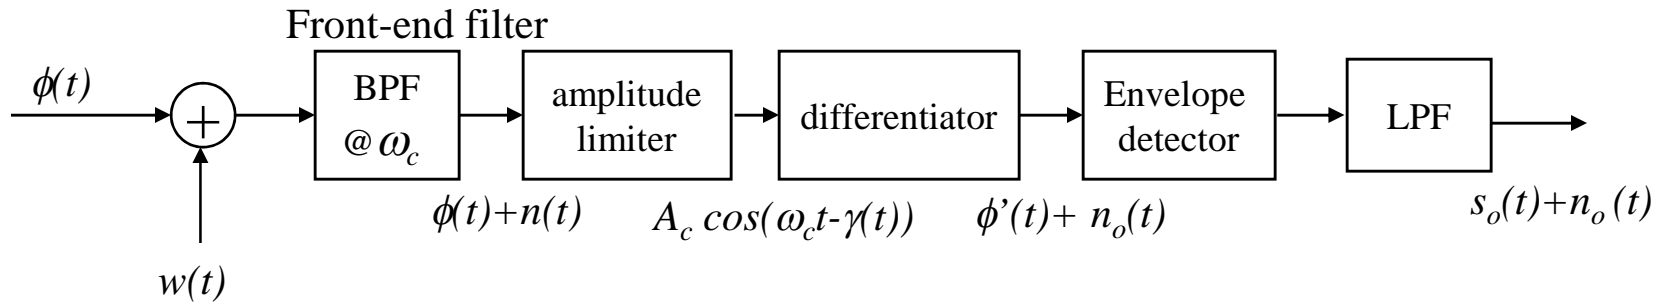 Front-end filter
ϕ(t)
+
w(t)
BPF
@ ω_c
ϕ(t)+n(t)
amplitude
limiter
A_c cos(ω_c t-γ(t))
differentiator
ϕ’(t)+ n_o(t)
Envelope
detector
LPF
s_o(t)+n_o (t)